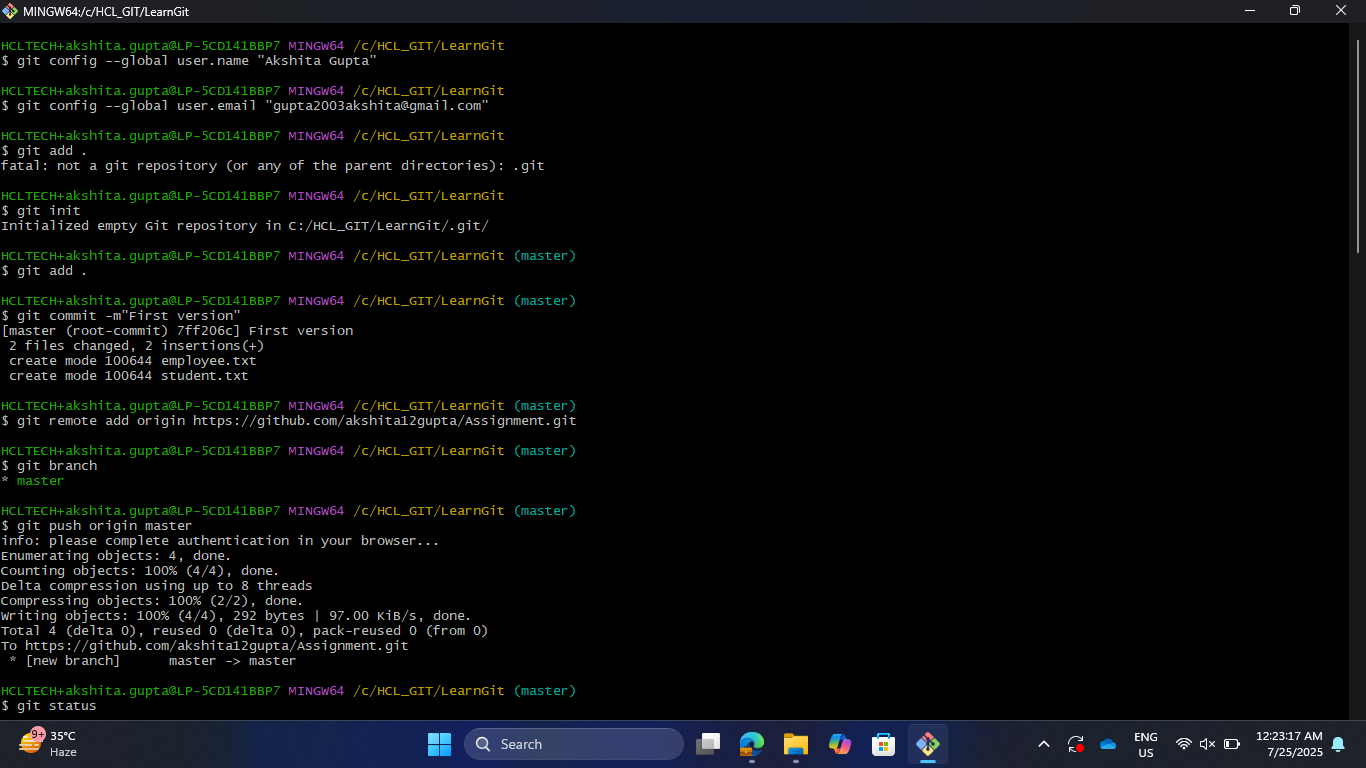 MINGW64:/c/HCL_GIT/LearnGit
HCLTECH+akshita.gupta@LP-5CD141BBP7 MINGW64 /c/HCL_GIT/LearnGit
$ git config --global user.name "Akshita Gupta"
HCLTECH+akshita.gupta@LP-5CD141BBP7 MINGW64 /c/HCL_GIT/LearnGit
$ git config --global user.email "gupta2003akshita@gmail.com"
HCLTECH+akshita.gupta@LP-5CD141BBP7 MINGW64 /c/HCL_GIT/LearnGit
$ git add .
fatal: not a git repository (or any of the parent directories): .git
HCLTECH+akshita.gupta@LP-5CD141BBP7 MINGW64 /c/HCL_GIT/LearnGit
$ git init
Initialized empty Git repository in C:/HCL_GIT/LearnGit/.git/
HCLTECH+akshita.gupta@LP-5CD141BBP7 MINGW64 /c/HCL_GIT/LearnGit (master)
$ git add .
HCLTECH+akshita.gupta@LP-5CD141BBP7 MINGW64 /c/HCL_GIT/LearnGit (master)
$ git commit -m"First version"
[master (root-commit) 7ff206c] First version
2 files changed, 2 insertions(+)
create mode 100644 employee.txt
create mode 100644 student.txt
HCLTECH+akshita.gupta@LP-5CD141BBP7 MINGW64 /c/HCL_GIT/LearnGit (master)
$ git remote add origin https://github.com/akshita12gupta/Assignment.git
HCLTECH+akshita.gupta@LP-5CD141BBP7 MINGW64 /c/HCL_GIT/LearnGit (master)
$ git branch
* master
HCLTECH+akshita.gupta@LP-5CD141BBP7 MINGW64 /c/HCL_GIT/LearnGit (master)
$ git push origin master
info: please complete authentication in your browser...
Enumerating objects: 4, done.
Counting objects: 100% (4/4), done.
Delta compression using up to 8 threads
Compressing objects: 100% (2/2), done.
Writing objects: 100% (4/4), 292 bytes | 97.00 KiB/s, done.
Total 4 (delta 0), reused 0 (delta 0), pack-reused 0 (from 0)
To https://github.com/akshita12gupta/Assignment.git
* [new branch]      master -> master
HCLTECH+akshita.gupta@LP-5CD141BBP7 MINGW64 /c/HCL_GIT/LearnGit (master)
$ git status
9+
35°C
Haze
Search
ENG
US
12:23:17 AM
7/25/2025